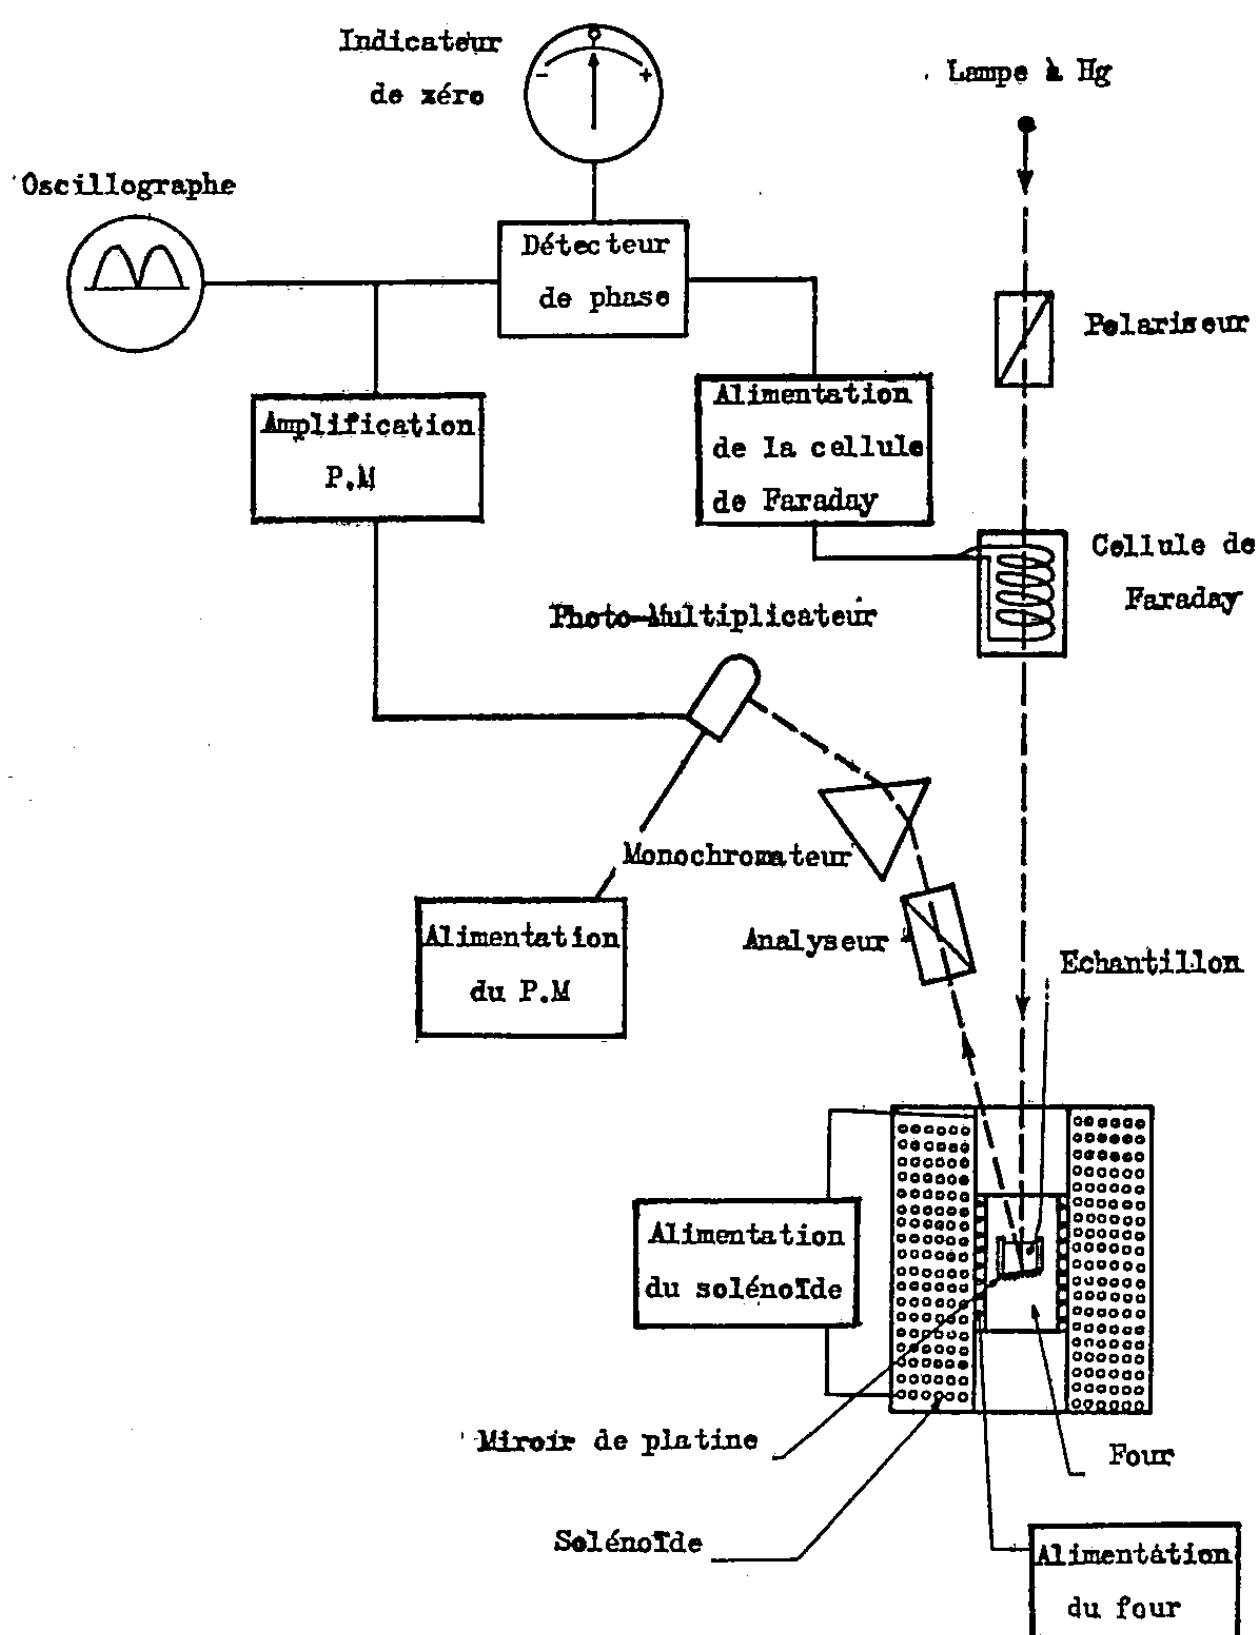 Indicateur
de zéro
- +
Lampe à Hg
Oscillographe
Détecteur
de phase
Polariseur
Amplification
P.M
Alimentation
de la cellule
de Faraday
Cellule de
Faraday
Photo-Multiplicateur
Monochromateur
Alimentation
du P.M
Analyseur
Echantillon
Alimentation
du solénoïde
Miroir de platine
Four
Solénoïde
Alimentation
du four